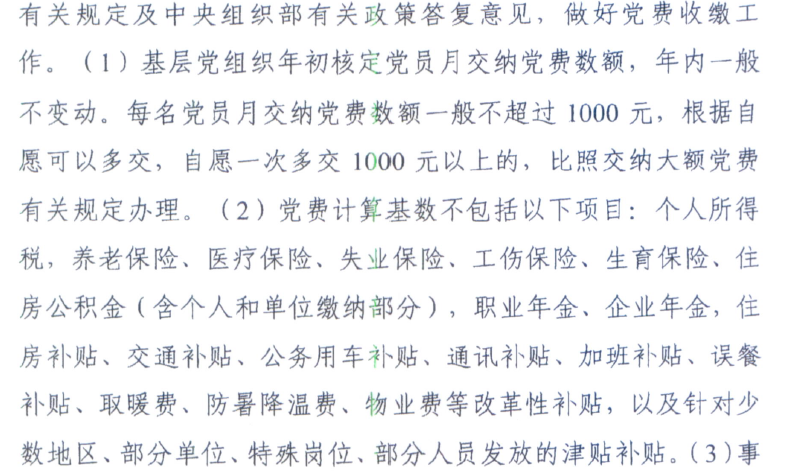 有关规定及中央组织部有关政策答复意见，做好党费收缴工
作。（1）基层党组织年初核定党员月交纳党费数额，年内一般
不变动。每名党员月交纳党费数额一般不超过 1000 元，根据自
愿可以多交，自愿一次多交 1000 元以上的，比照交纳大额党费
有关规定办理。（2）党费计算基数不包括以下项目：个人所得
税，养老保险、医疗保险、失业保险、工伤保险、生育保险、住
房公积金（含个人和单位缴纳部分），职业年金、企业年金，住
房补贴、交通补贴、公务用车补贴、通讯补贴、加班补贴、误餐
补贴、取暖费、防暑降温费、物业费等改革性补贴，以及针对少
数地区、部分单位、特殊岗位、部分人员发放的津贴补贴。（3）事